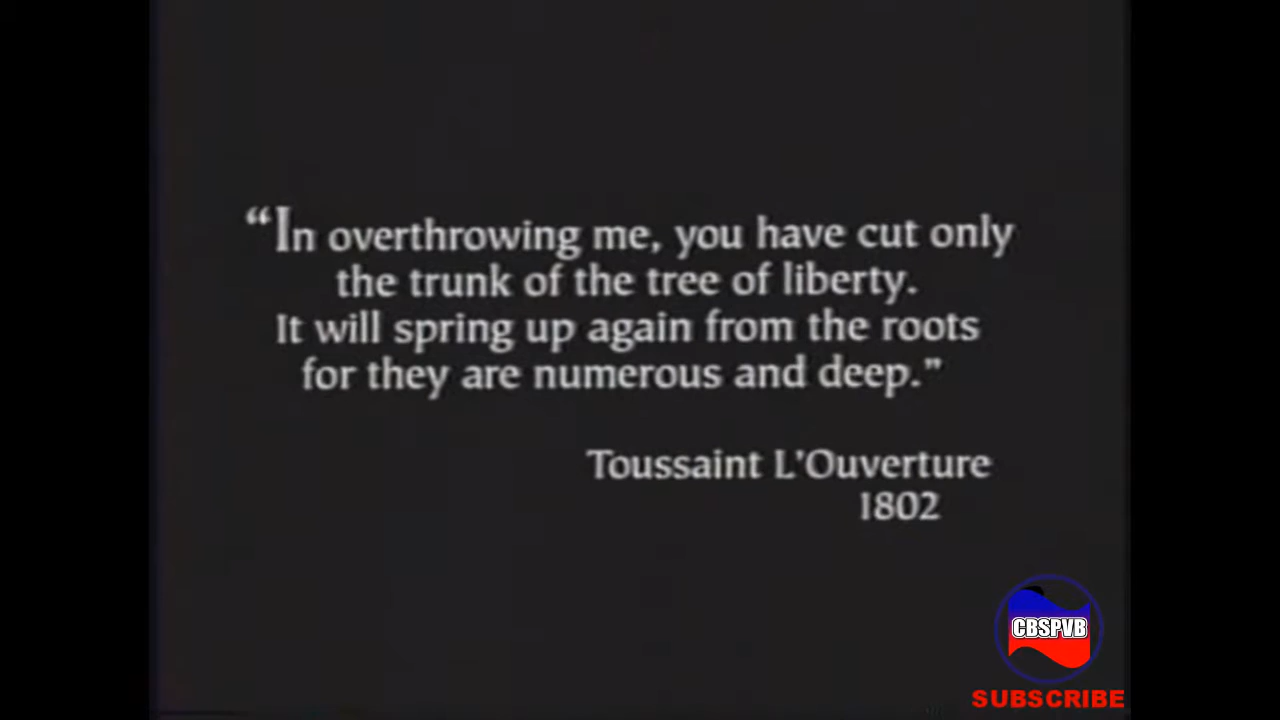 “In overthrowing me, you have cut only
the trunk of the tree of liberty.
It will spring up again from the roots
for they are numerous and deep.”
Toussaint L’Ouverture
1802
CBSPVB
SUBSCRIBE